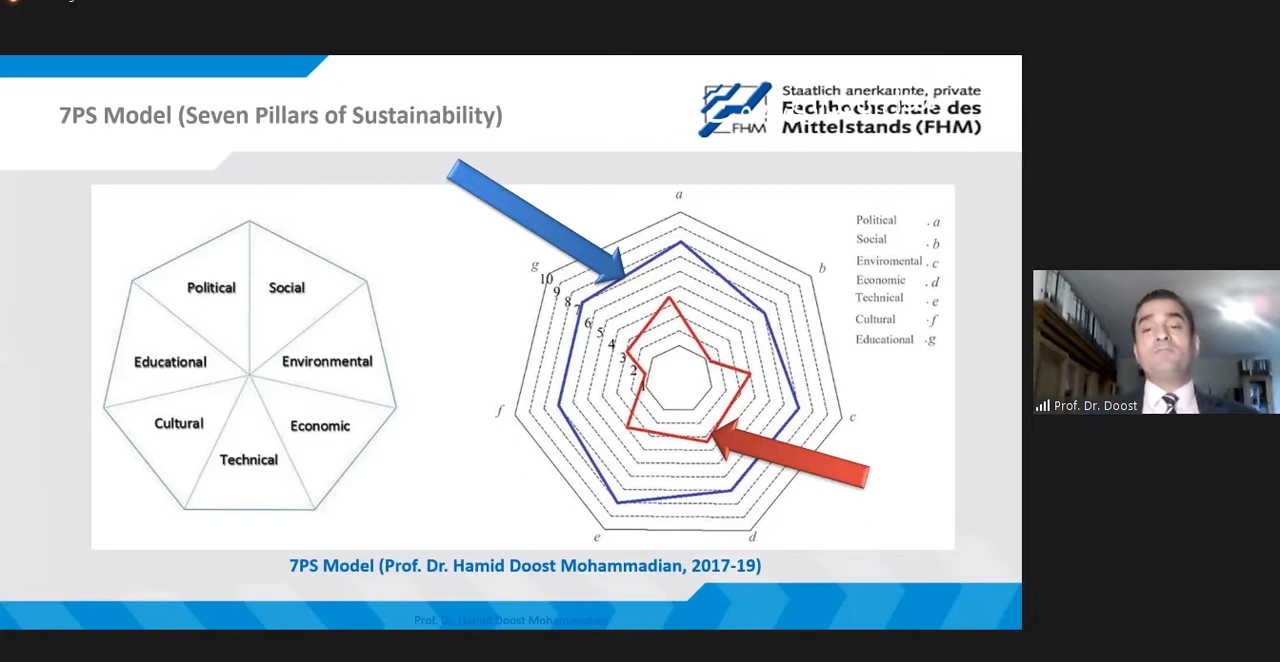 7PS Model (Seven Pillars of Sustainability)
FHM
Staatlich anerkannte, private
Fachhochschule des
Mittelstands (FHM)
Political
Social
Educational
Environmental
Cultural
Economic
Technical
a
b
c
d
e
f
g
10
9
8
7
6
5
4
3
2
1
Political . a
Social . b
Enviromental . c
Economic . d
Technical . e
Cultural . f
Educational . g
7PS Model (Prof. Dr. Hamid Doost Mohammadian, 2017-19)
Prof. Dr. Hamid Doost Mohammadian
Prof. Dr. Doost